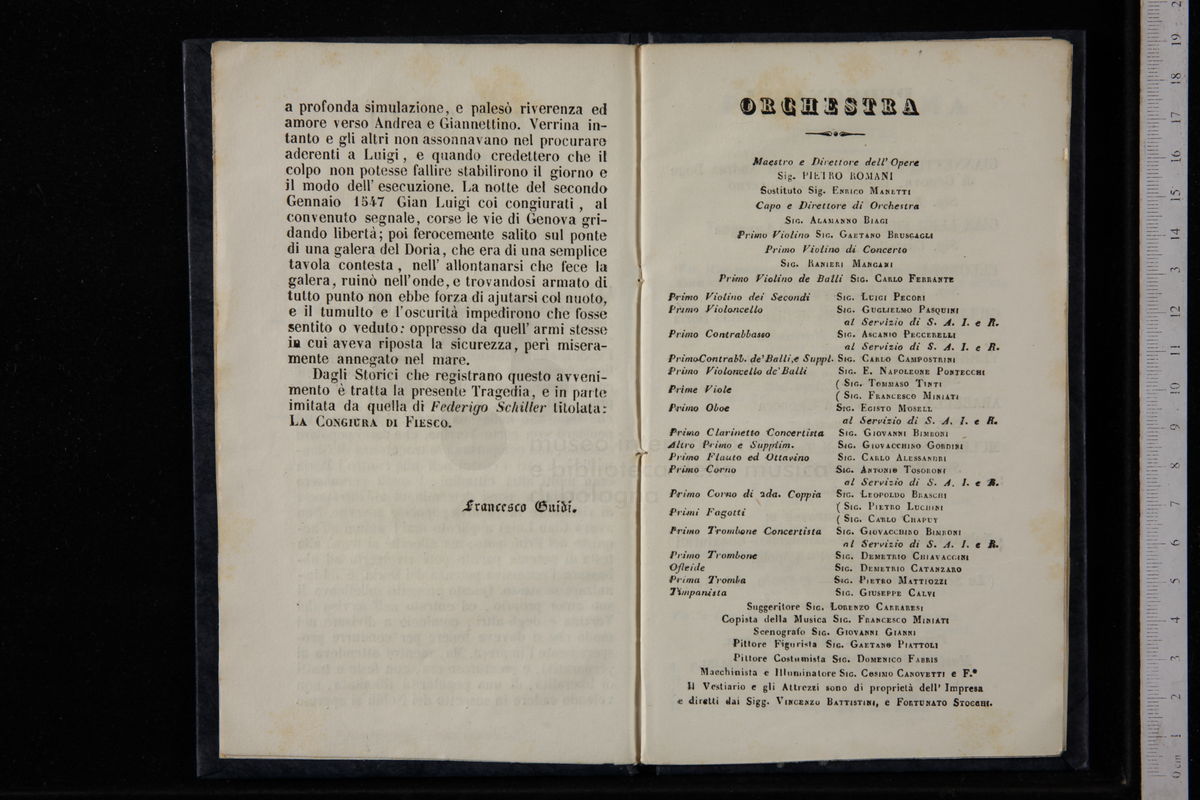 a profonda simulazione, e palesò riverenza ed
amore verso Andrea e Giannettino. Verrina in-
tanto e gli altri non assonnavano nel procurare
aderenti a Luigi, e quando credettero che il
colpo non potesse fallire stabilirono il giorno e
il modo dell' esecuzione. La notte del secondo
Gennaio 1547 Gian Luigi coi congiurati, al
convenuto segnale, corse le vie di Genova gri-
dando libertà; poi ferocemente salito sul ponte
di una galera del Doria, che era di una semplice
tavola contesta, nell' allontanarsi che fece la
galera, ruinò nell'onde, e trovandosi armato di
tutto punto non ebbe forza di ajutarsi col nuoto,
e il tumulto e l'oscurità impedirono che fosse
sentito o veduto: oppresso da quell' armi stesse
in cui aveva riposta la sicurezza, perì misera-
mente annegato nel mare.
Dagli Storici che registrano questo avveni-
mento è tratta la presente Tragedia, e in parte
imitata da quella di Federigo Schiller titolata:
LA CONGIURA DI FIESCO.
Francesco Guidi.
ORCHESTRA
Maestro e Direttore dell' Opere
Sig. PIETRO ROMANI
Sostituto Sig. ENRICO MANETTI
Capo e Direttore di Orchestra
SIG. ALAMANNO BIAGI
Primo Violino SIG. GAETANO BRUSCAGLI
Primo Violino di Concerto
SIG. RANIERI MANGANI
Primo Violino de Balli SIG. CARLO FERRANTE
Primo Violino dei Secondi SIG. LUIGI PECORI
Primo Violoncello SIG. GUGLIELMO PASQUINI
al Servizio di S. A. I. e R.
Primo Contrabbasso SIG. ASCANIO PECCERELLI
al Servizio di S. A. I. e R.
Primo Contrabb. de' Balli, e Suppl. SIG. CARLO CAMPOSTRINI
Primo Violoncello de' Balli SIG. E. NAPOLEONE PONTECCHI
Prime Viole ( SIG. TOMMASO TINTI
( SIG. FRANCESCO MINIATI
Primo Oboe SIG. EGISTO MOSELL
al Servizio di S. A. I. e R.
Primo Clarinetto Concertista SIG. GIOVANNI BIMBONI
Altro Primo e Supplim. SIG. GIOVACCHINO GORDINI
Primo Flauto ed Ottavino SIG. CARLO ALESSANDRI
Primo Corno SIG. ANTONIO TOSORONI
al Servizio di S. A. I. e R.
Primo Corno di 2da. Coppia SIG. LEOPOLDO BRASCHI
Primi Fagotti ( SIG. PIETRO LUCHINI
( SIG. CARLO CHAPUY
Primo Trombone Concertista SIG. GIOVACCHINO BIMBONI
al Servizio di S. A. I. e R.
Primo Trombone SIG. DEMETRIO CHIAVACCINI
Ofleide SIG. DEMETRIO CATANZARO
Prima Tromba SIG. PIETRO MATTIOZZI
Timpanista SIG. GIUSEPPE CALVI
Suggeritore SIG. LORENZO CARRARESI
Copista della Musica SIG. FRANCESCO MINIATI
Scenografo SIG. GIOVANNI GIANNI
Pittore Figurista SIG. GAETANO PIATTOLI
Pittore Costumista SIG. DOMENICO FABRIS
Macchinista e Illuminatore SIG. COSIMO CANOVETTI e F.°
Il Vestiario e gli Attrezzi sono di proprietà dell' Impresa
e diretti dai Sigg. VINCENZO BATTISTINI, e FORTUNATO STOCCHI.